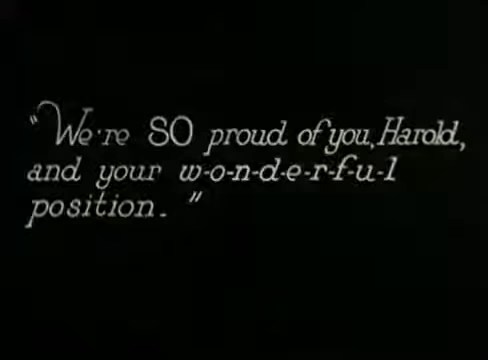 "We're SO proud of you, Harold,
and your w-o-n-d-e-r-f-u-l
position."